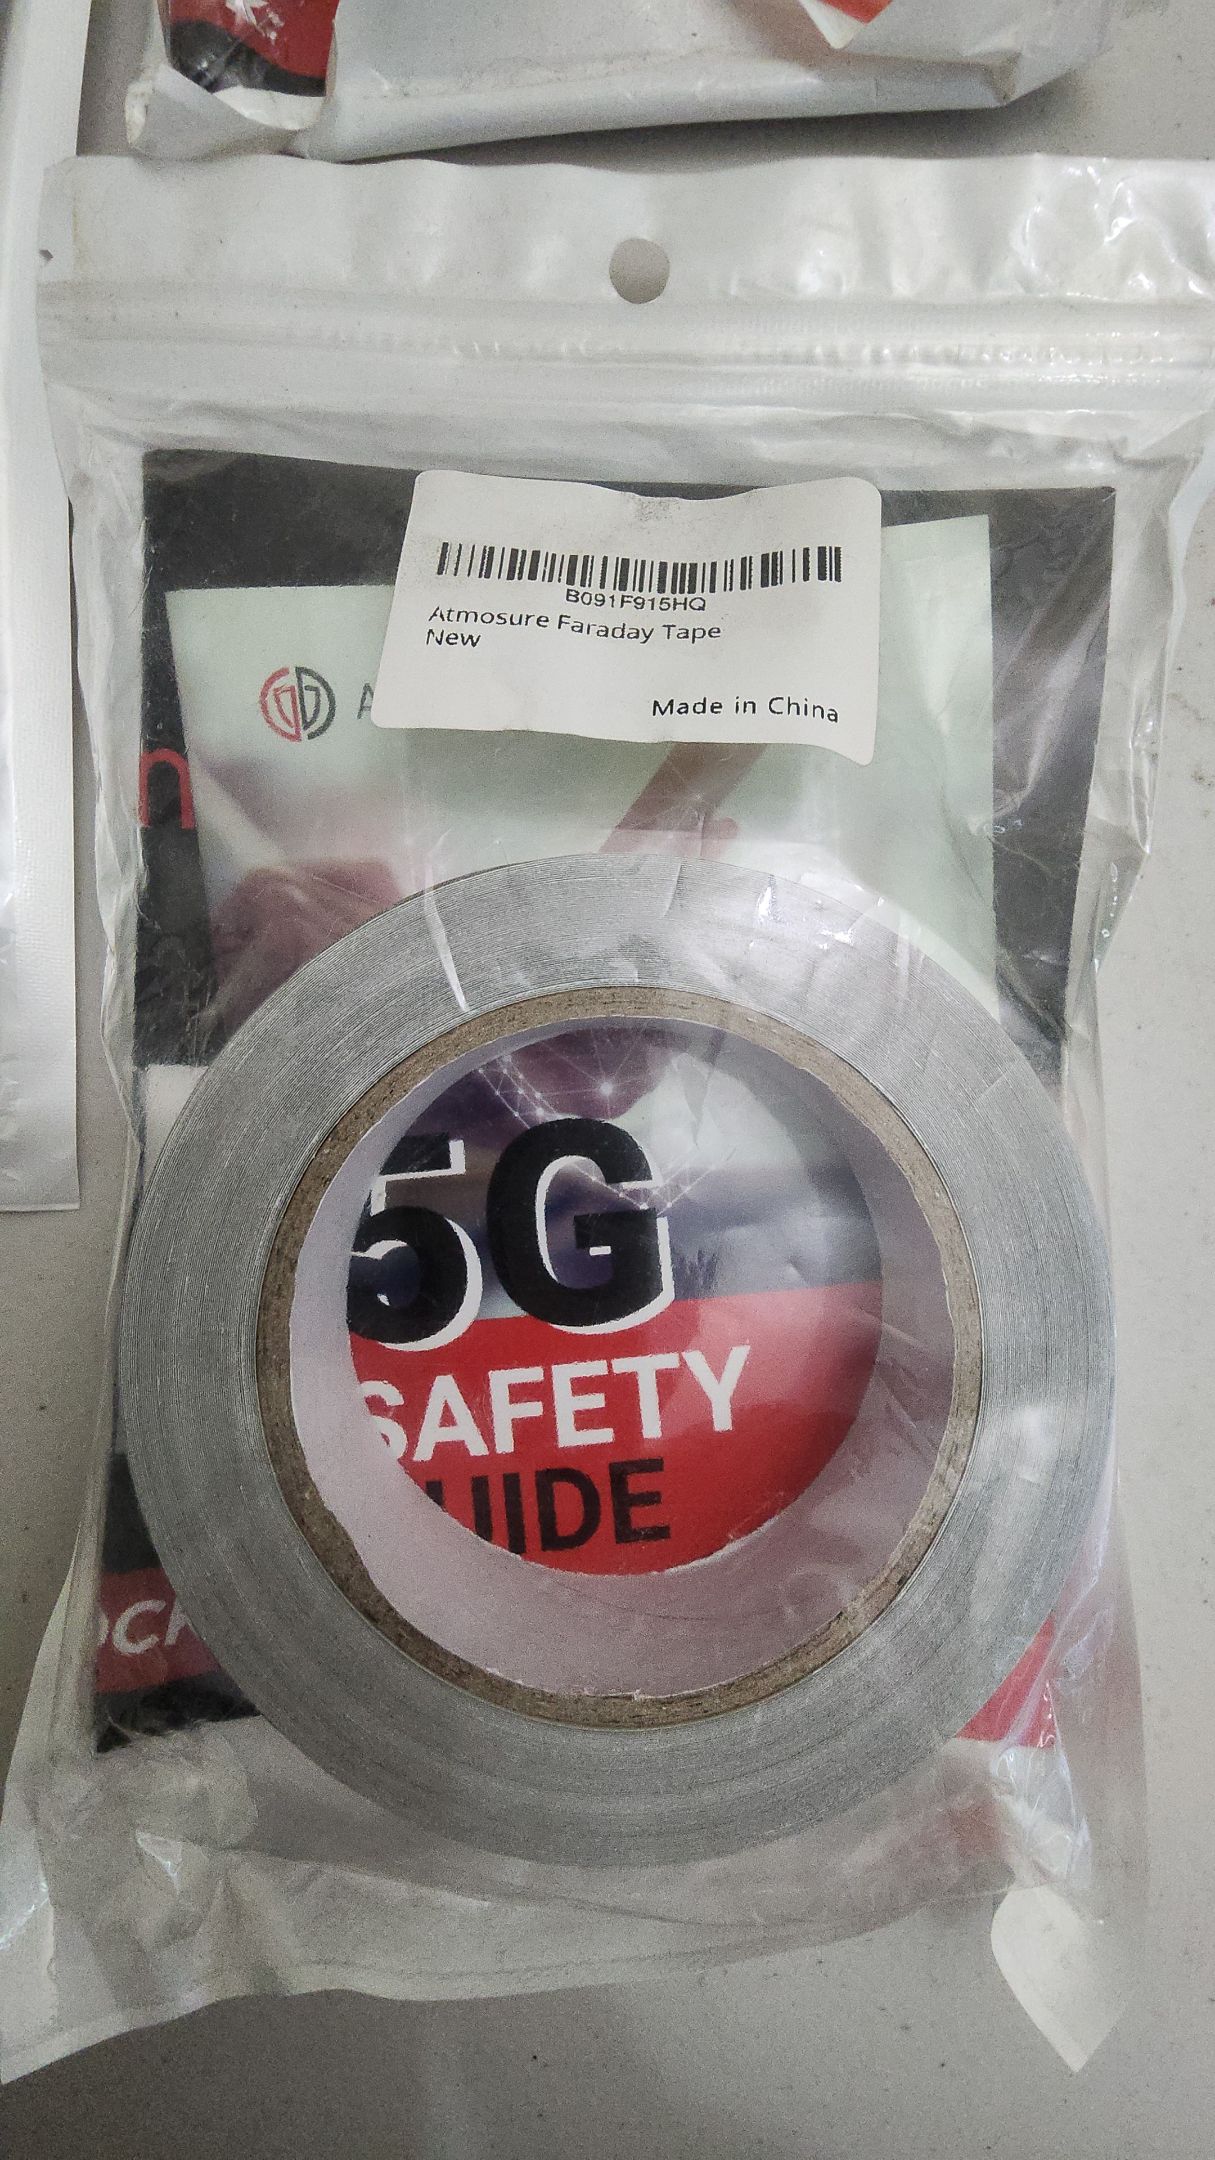 B091F915HQ
Atmosure Faraday Tape
New
Made in China
5G
SAFETY